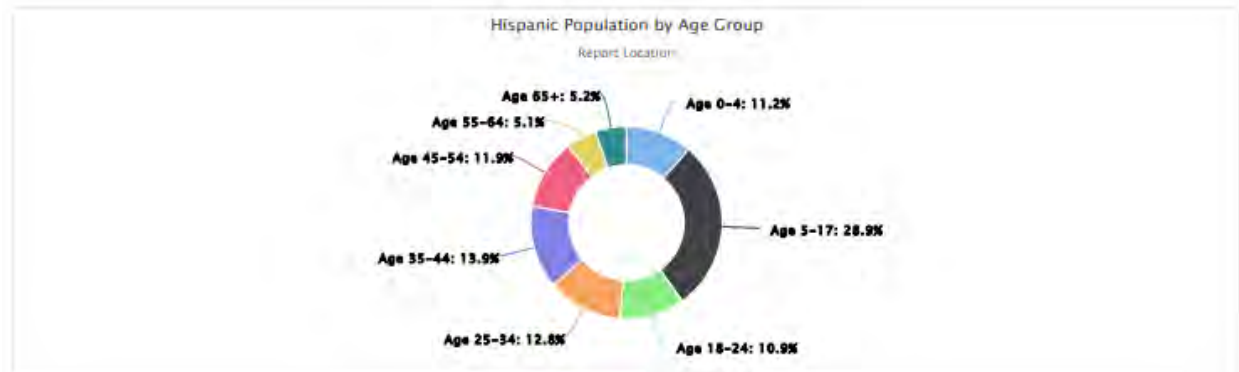 Hispanic Population by Age Group
Report Location
Age 65+: 5.2%
Age 0-4: 11.2%
Age 55-64: 5.1%
Age 45-54: 11.9%
Age 5-17: 28.9%
Age 35-44: 13.9%
Age 25-34: 12.8%
Age 18-24: 10.9%